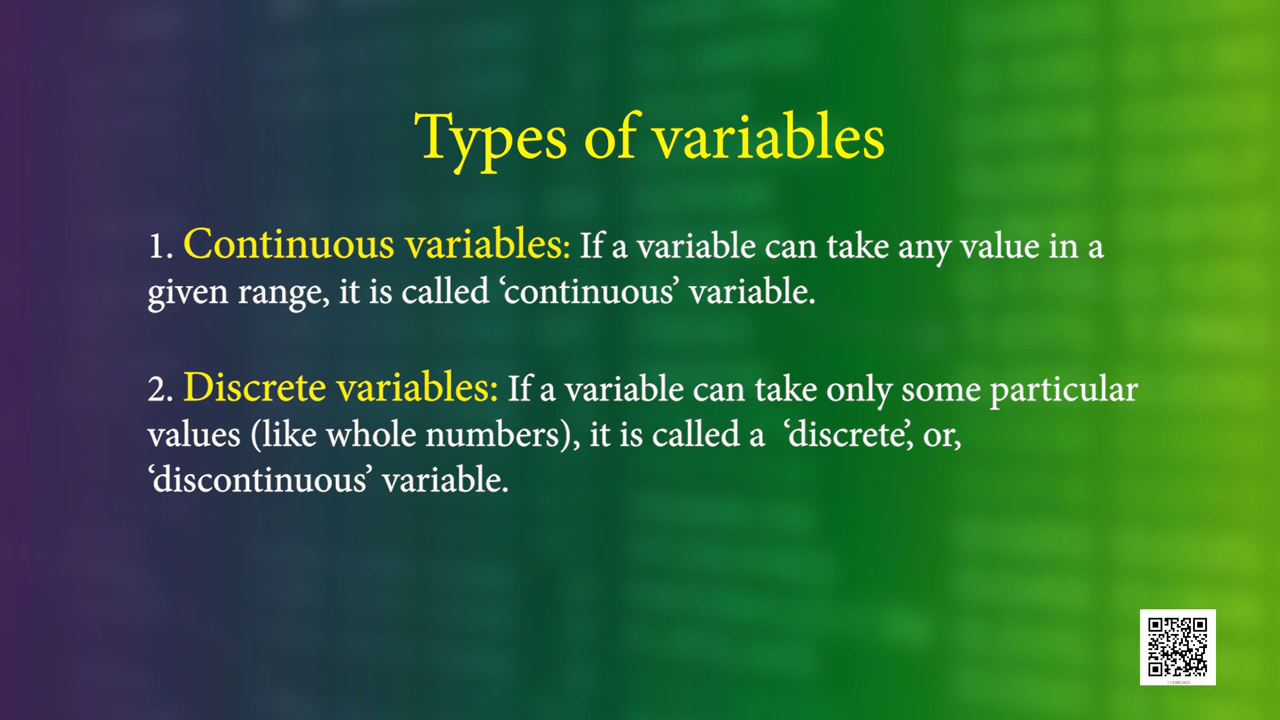 Types of variables
1. Continuous variables: If a variable can take any value in a
given range, it is called ‘continuous’ variable.
2. Discrete variables: If a variable can take only some particular
values (like whole numbers), it is called a ‘discrete’, or,
‘discontinuous’ variable.